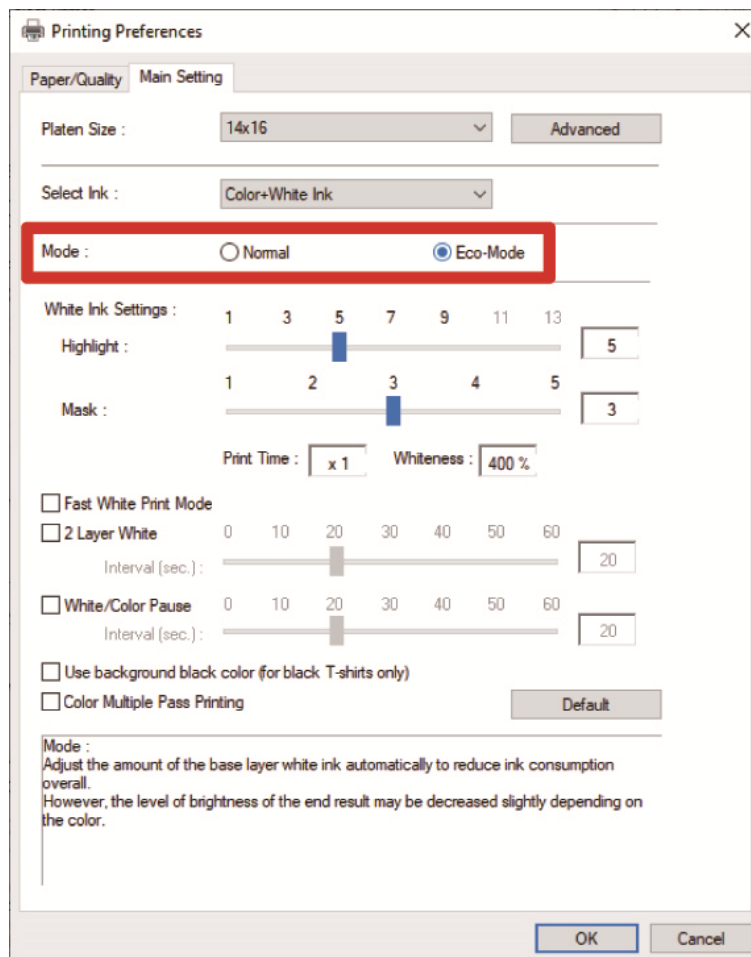 Printing Preferences
Paper/Quality Main Setting
Platen Size : 14x16 Advanced
Select Ink : Color+White Ink
Mode : Normal Eco-Mode
White Ink Settings : 1 3 5 7 9 11 13
Highlight : 5
1 2 3 4 5
Mask : 3
Print Time : x 1 Whiteness : 400 %
Fast White Print Mode
2 Layer White 0 10 20 30 40 50 60
Interval (sec.) : 20
White/Color Pause 0 10 20 30 40 50 60
Interval (sec.) : 20
Use background black color (for black T-shirts only)
Color Multiple Pass Printing Default
Mode :
Adjust the amount of the base layer white ink automatically to reduce ink consumption
overall.
However, the level of brightness of the end result may be decreased slightly depending on
the color.
OK Cancel